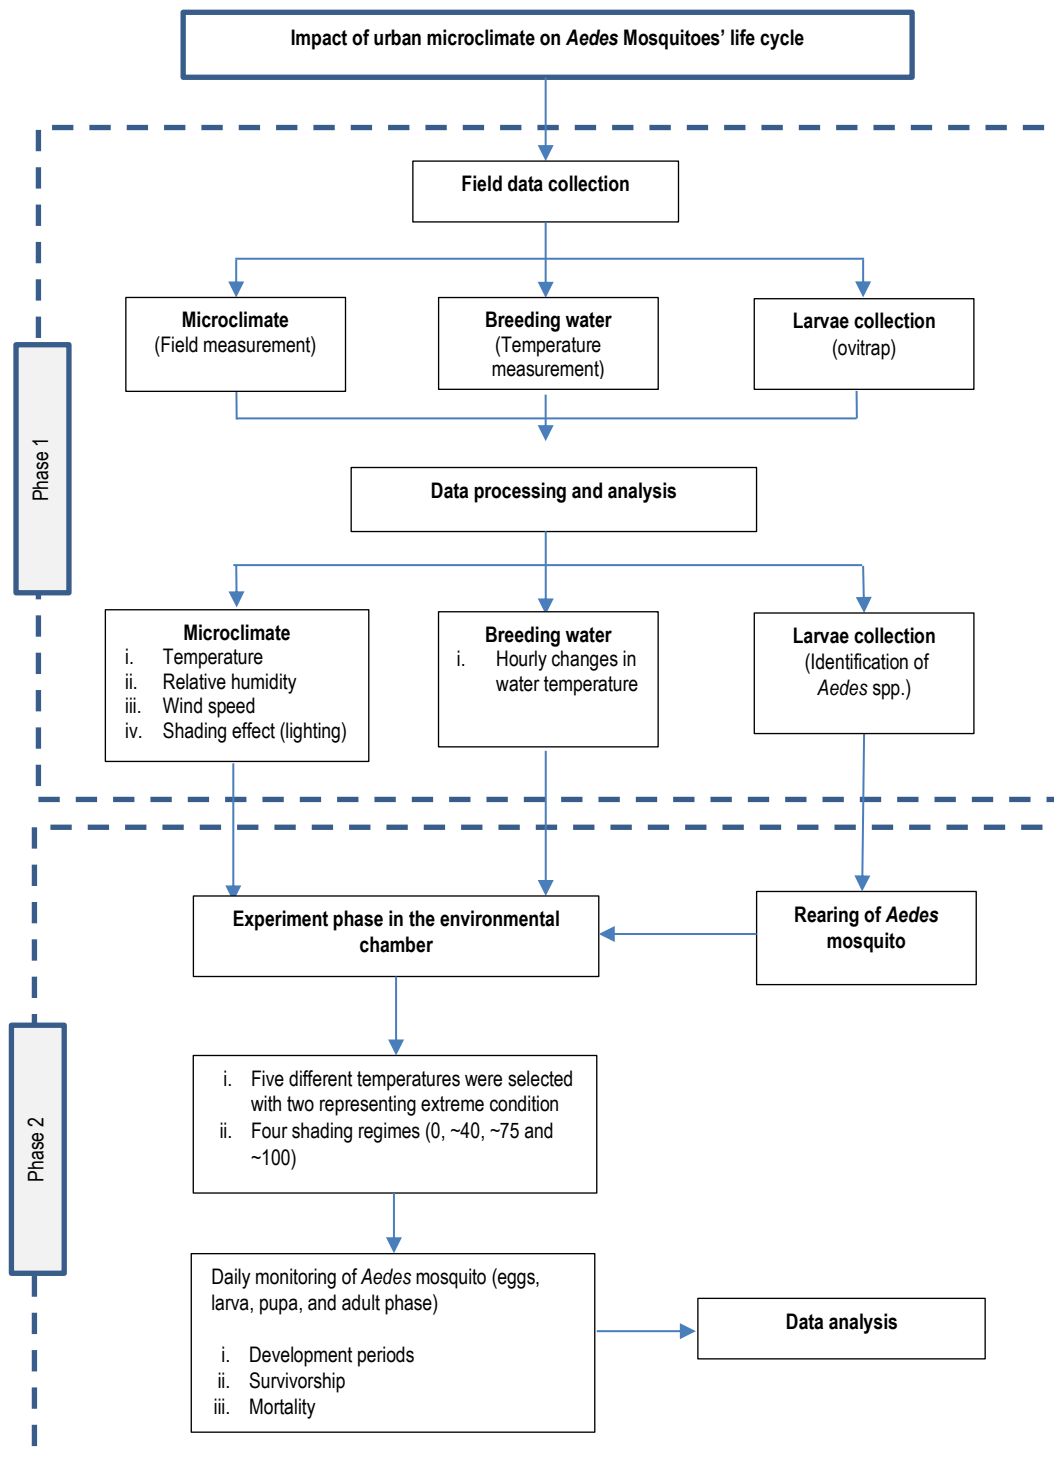 Impact of urban microclimate on Aedes Mosquitoes' life cycle
Field data collection
Microclimate
(Field measurement)
Breeding water
(Temperature
measurement)
Larvae collection
(ovitrap)
Phase 1
Data processing and analysis
Microclimate
i. Temperature
ii. Relative humidity
iii. Wind speed
iv. Shading effect (lighting)
Breeding water
i. Hourly changes in
water temperature
Larvae collection
(Identification of
Aedes spp.)
Experiment phase in the environmental
chamber
Rearing of Aedes
mosquito
Phase 2
i. Five different temperatures were selected
with two representing extreme condition
ii. Four shading regimes (0, ~40, ~75 and
~100)
Daily monitoring of Aedes mosquito (eggs,
larva, pupa, and adult phase)
i. Development periods
ii. Survivorship
iii. Mortality
Data analysis